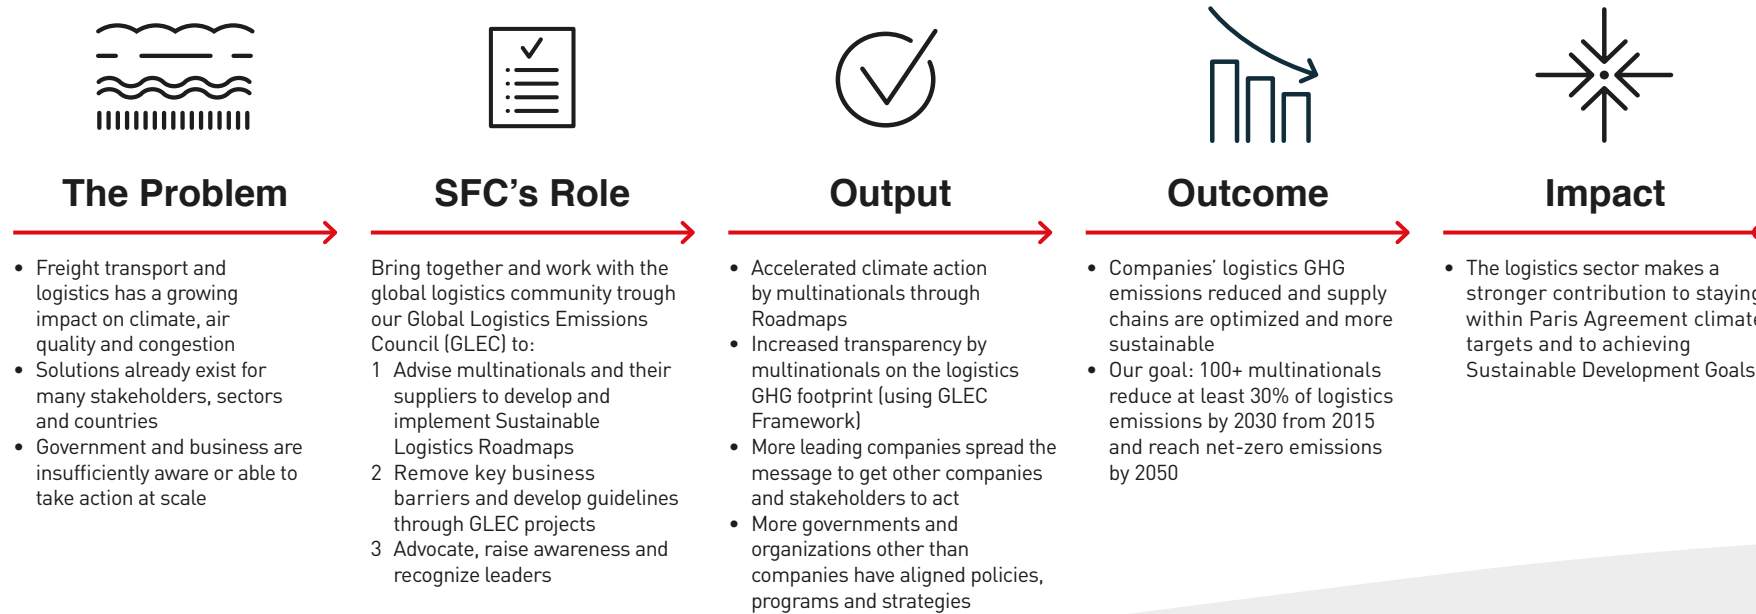 The Problem
• Freight transport and
logistics has a growing
impact on climate, air
quality and congestion
• Solutions already exist for
many stakeholders, sectors
and countries
• Government and business are
insufficiently aware or able to
take action at scale
SFC’s Role
Bring together and work with the
global logistics community trough
our Global Logistics Emissions
Council (GLEC) to:
1 Advise multinationals and their
suppliers to develop and
implement Sustainable
Logistics Roadmaps
2 Remove key business
barriers and develop guidelines
through GLEC projects
3 Advocate, raise awareness and
recognize leaders
Output
• Accelerated climate action
by multinationals through
Roadmaps
• Increased transparency by
multinationals on the logistics
GHG footprint (using GLEC
Framework)
• More leading companies spread the
message to get other companies
and stakeholders to act
• More governments and
organizations other than
companies have aligned policies,
programs and strategies
Outcome
• Companies’ logistics GHG
emissions reduced and supply
chains are optimized and more
sustainable
• Our goal: 100+ multinationals
reduce at least 30% of logistics
emissions by 2030 from 2015
and reach net-zero emissions
by 2050
Impact
• The logistics sector makes a
stronger contribution to staying
within Paris Agreement climate
targets and to achieving
Sustainable Development Goals